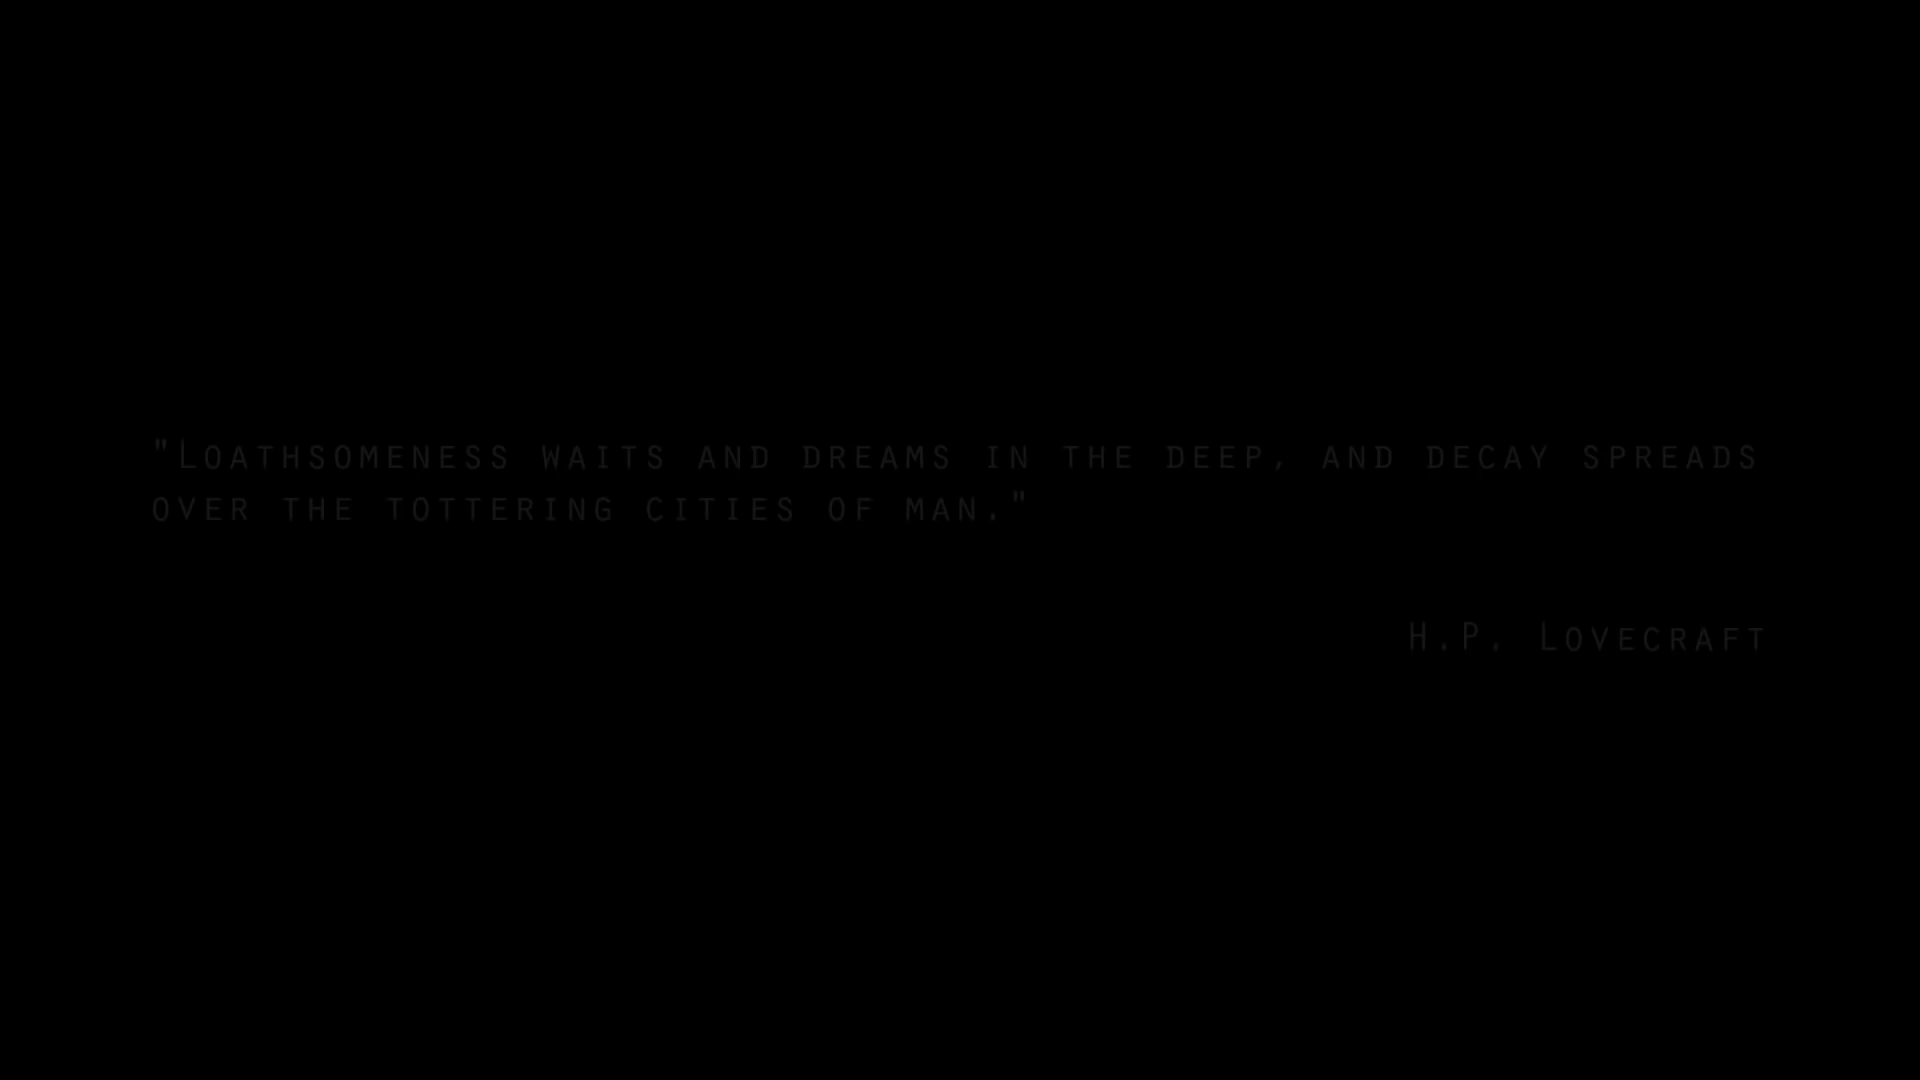 "Loathsomeness waits and dreams in the deep, and decay spreads
over the tottering cities of man."
H.P. Lovecraft